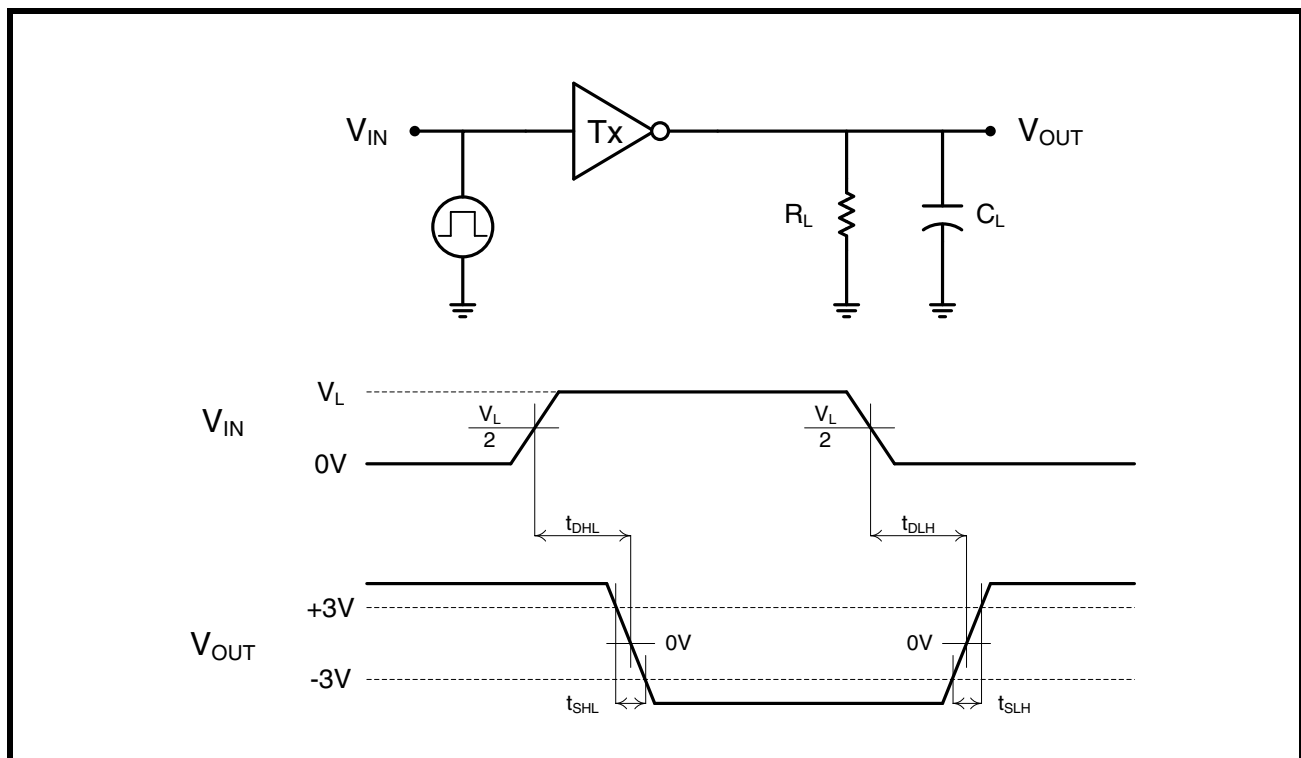 V_IN Tx V_OUT
R_L C_L
V_L
V_IN V_L/2 V_L/2
0V
t_DHL t_DLH
+3V
V_OUT 0V 0V
-3V
t_SHL t_SLH